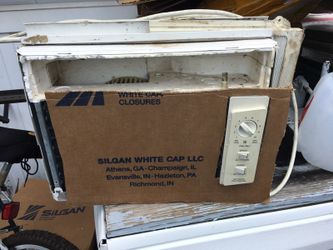 WHITE CAP,
CLOSURES
SILGAN WHITE CAP LLC
Athens, GA - Champaign, IL
Evansville, IN - Hazleton, PA
Richmond, IN
SILGAN